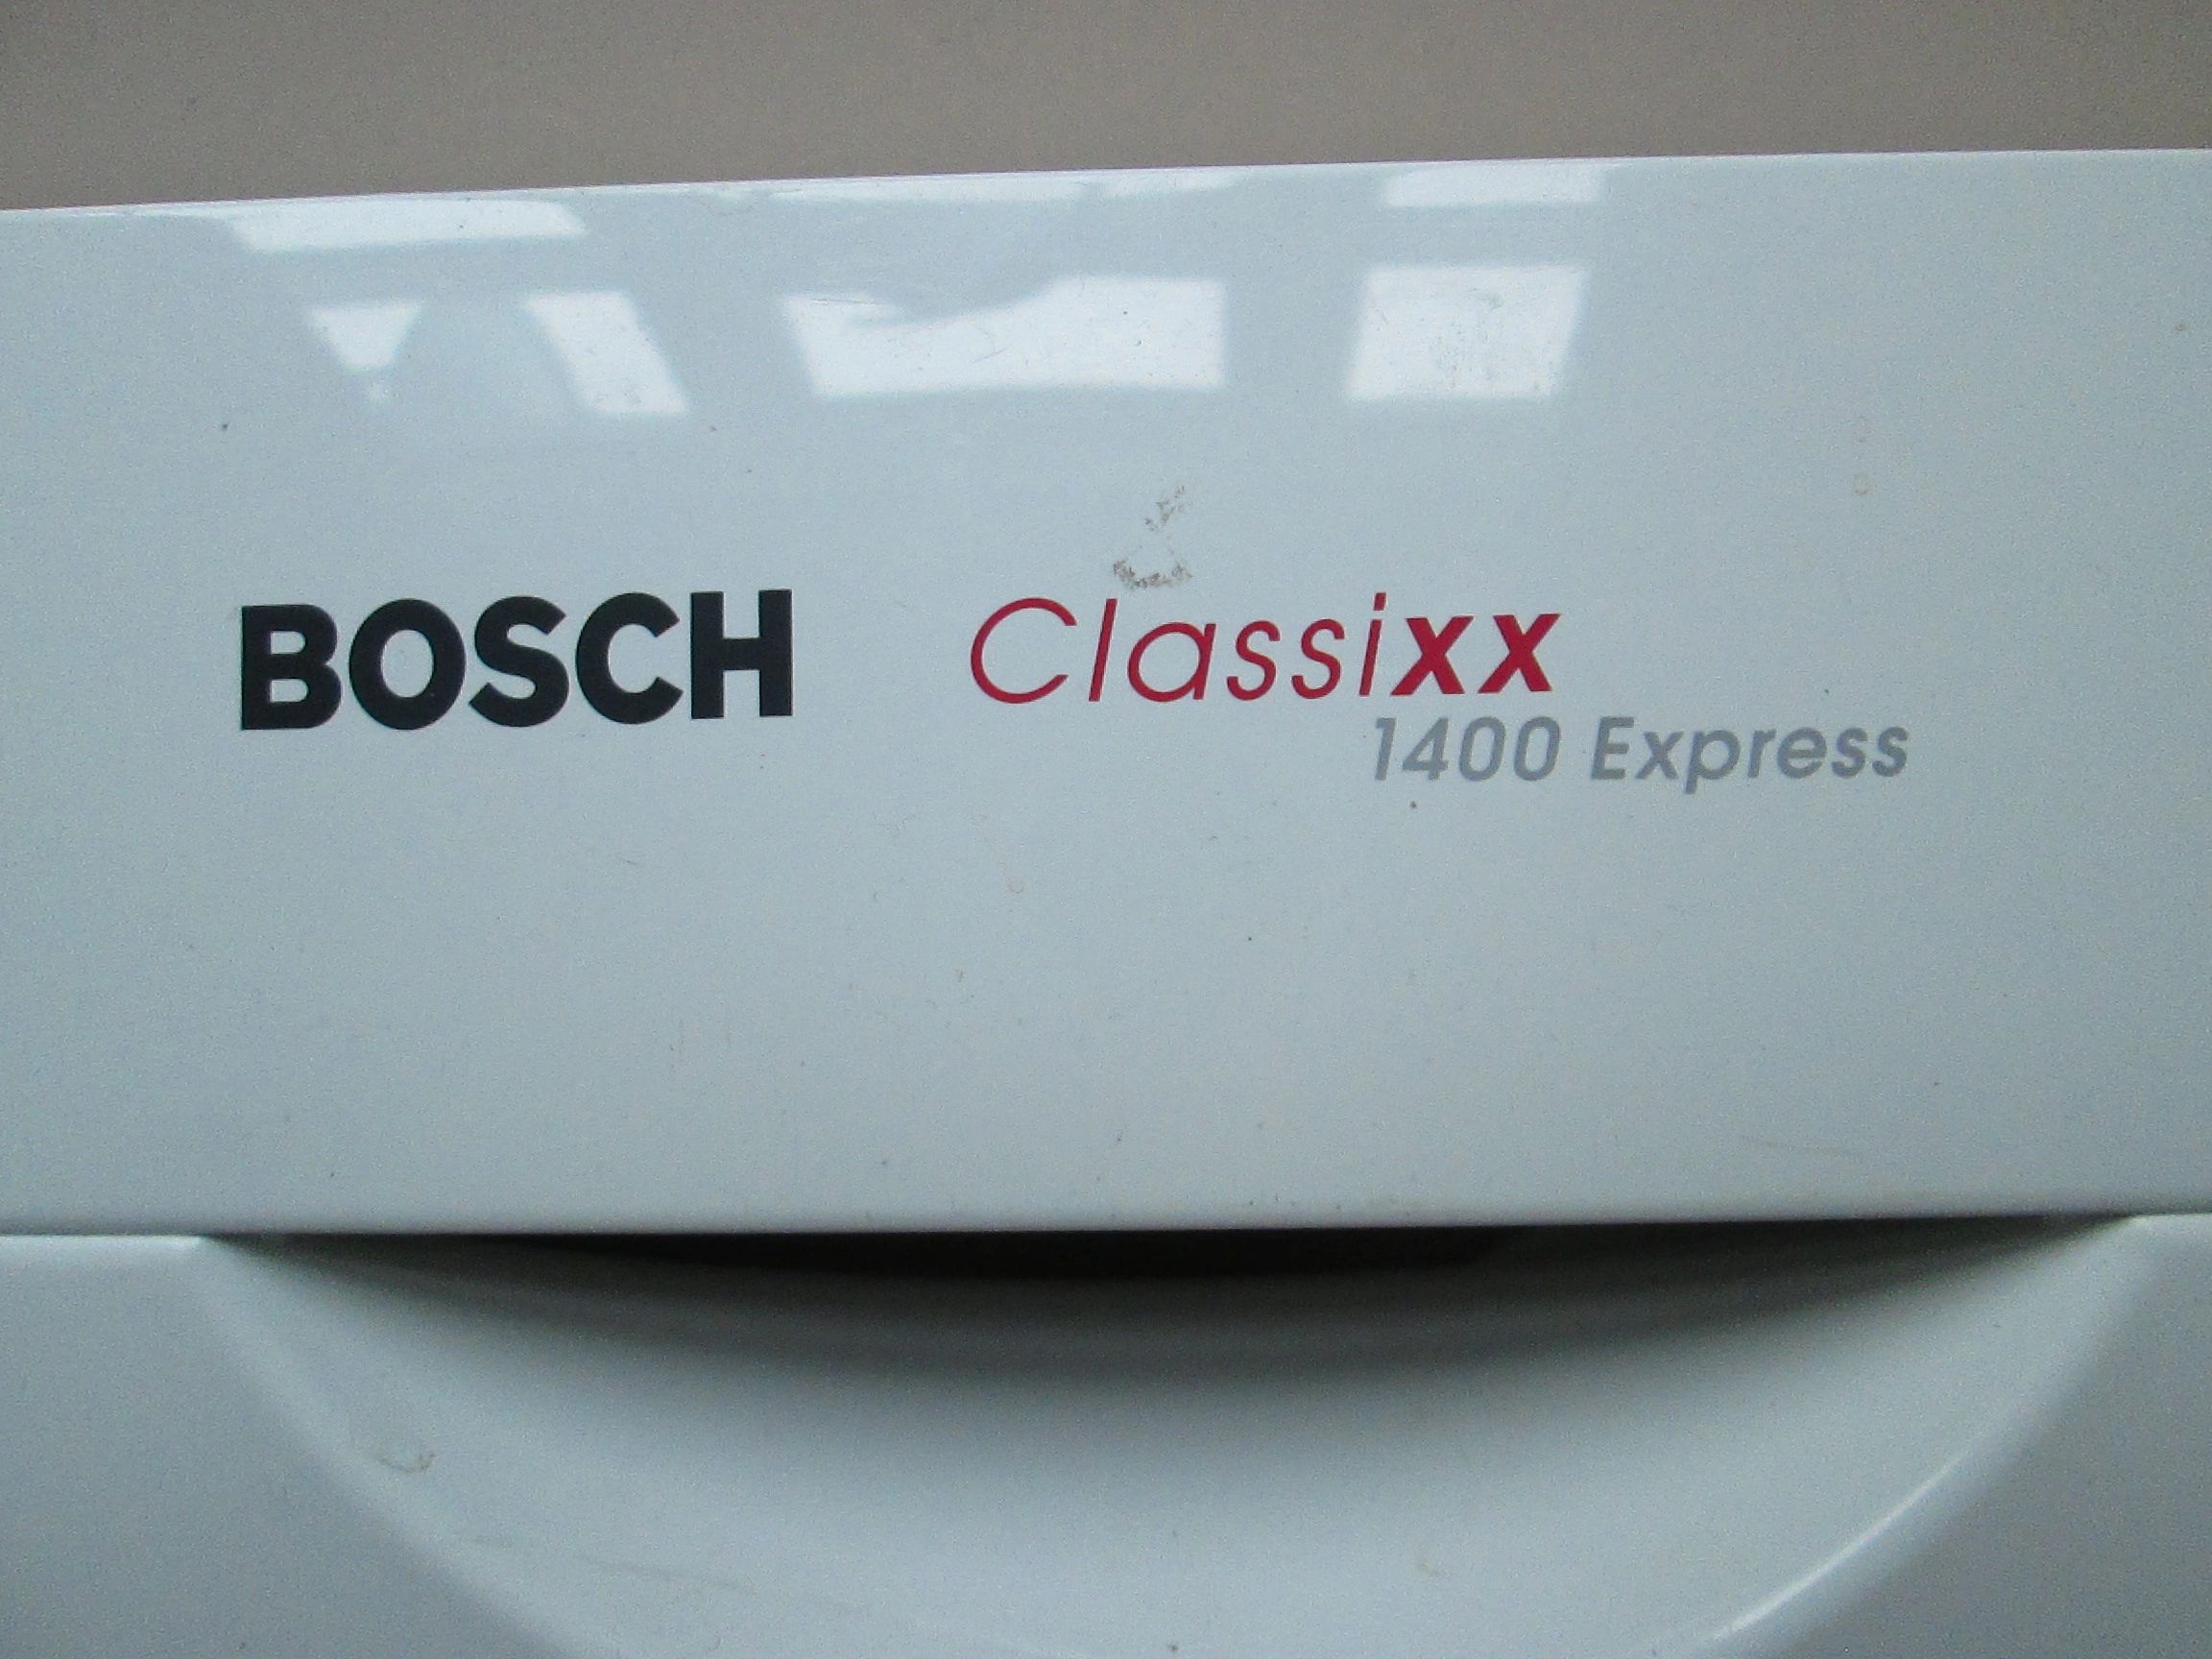 BOSCH Classixx
1400 Express